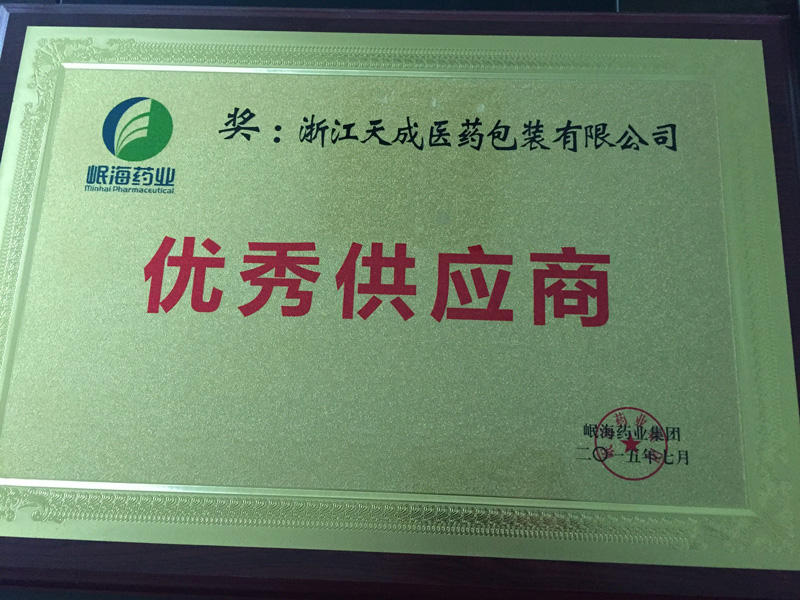 奖：浙江天成医药包装有限公司
岷海药业
Minhai Pharmaceutical
优秀供应商
岷海药业集团
二〇一五年七月